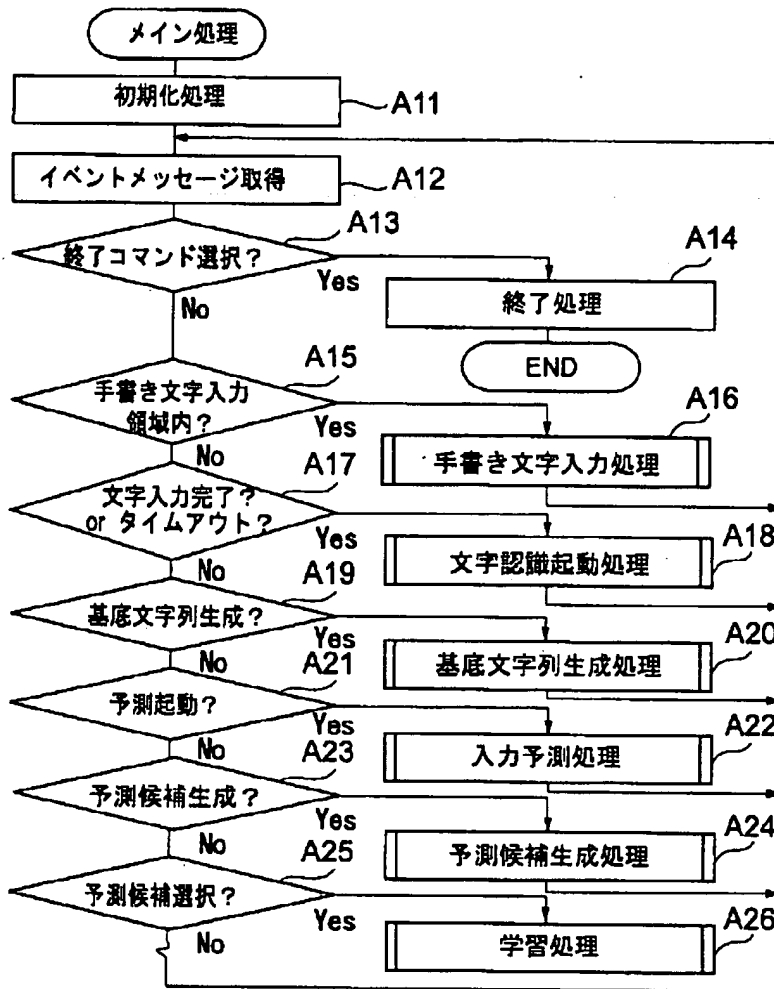 メイン処理
初期化処理
A11
イベントメッセージ取得
A12
A13
終了コマンド選択?
Yes
No
A14
終了処理
END
A15
手書き文字入力
領域内?
Yes
No
A16
手書き文字入力処理
A17
文字入力完了?
or タイムアウト?
Yes
No
A18
文字認識起動処理
A19
基底文字列生成?
Yes
No
A20
基底文字列生成処理
A21
予測起動?
Yes
No
A22
入力予測処理
A23
予測候補生成?
Yes
No
A24
予測候補生成処理
A25
予測候補選択?
Yes
No
A26
学習処理